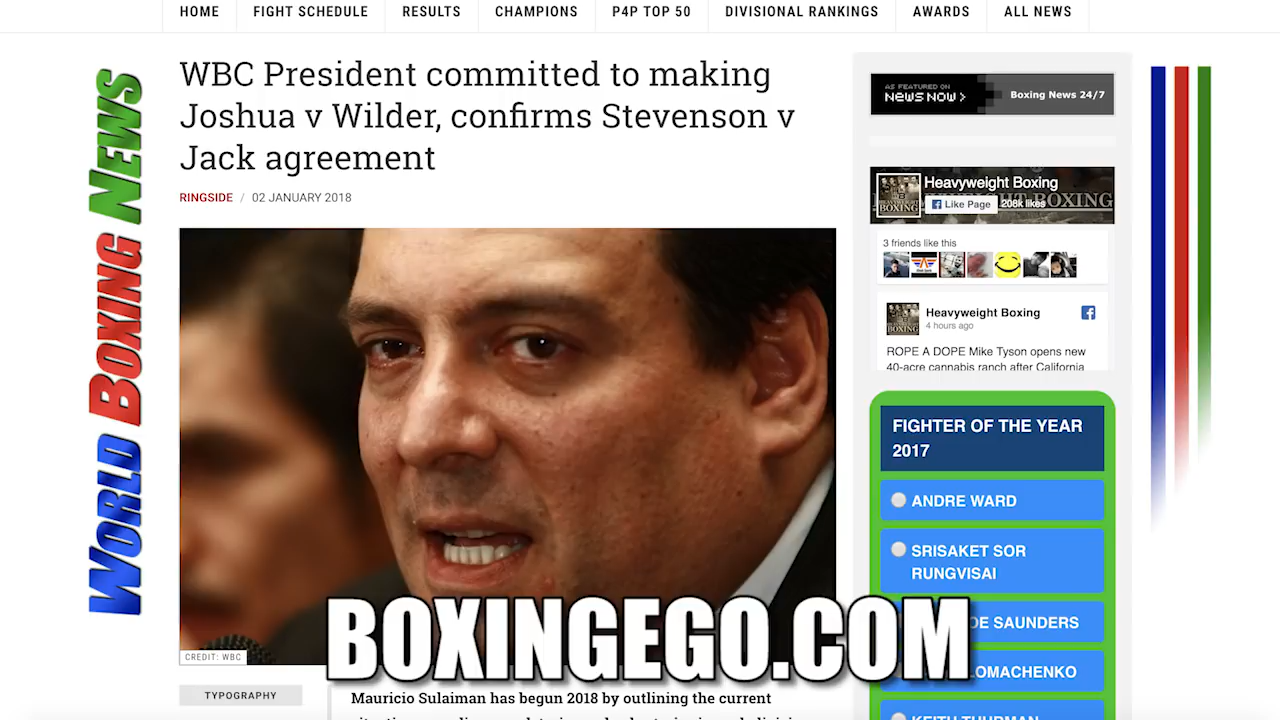 HOME
FIGHT SCHEDULE
RESULTS
CHAMPIONS
P4P TOP 50
DIVISIONAL RANKINGS
AWARDS
ALL NEWS
WORLD BOXING NEWS
WBC President committed to making
Joshua v Wilder, confirms Stevenson v
Jack agreement
RINGSIDE / 02 JANUARY 2018
CREDIT: WBC
TYPOGRAPHY
Mauricio Sulaiman has begun 2018 by outlining the current
BOXINGEGO.COM
AS FEATURED ON
NEWS NOW >
Boxing News 24/7
Heavyweight Boxing
Like Page
208k likes
BOXING
3 friends like this
Heavyweight Boxing
4 hours ago
ROPE A DOPE Mike Tyson opens new
40-acre cannabis ranch after California
FIGHTER OF THE YEAR
2017
ANDRE WARD
SRISAKET SOR
RUNGVISAI
SAUNDERS
LOMACHENKO
KEITH THURMAN